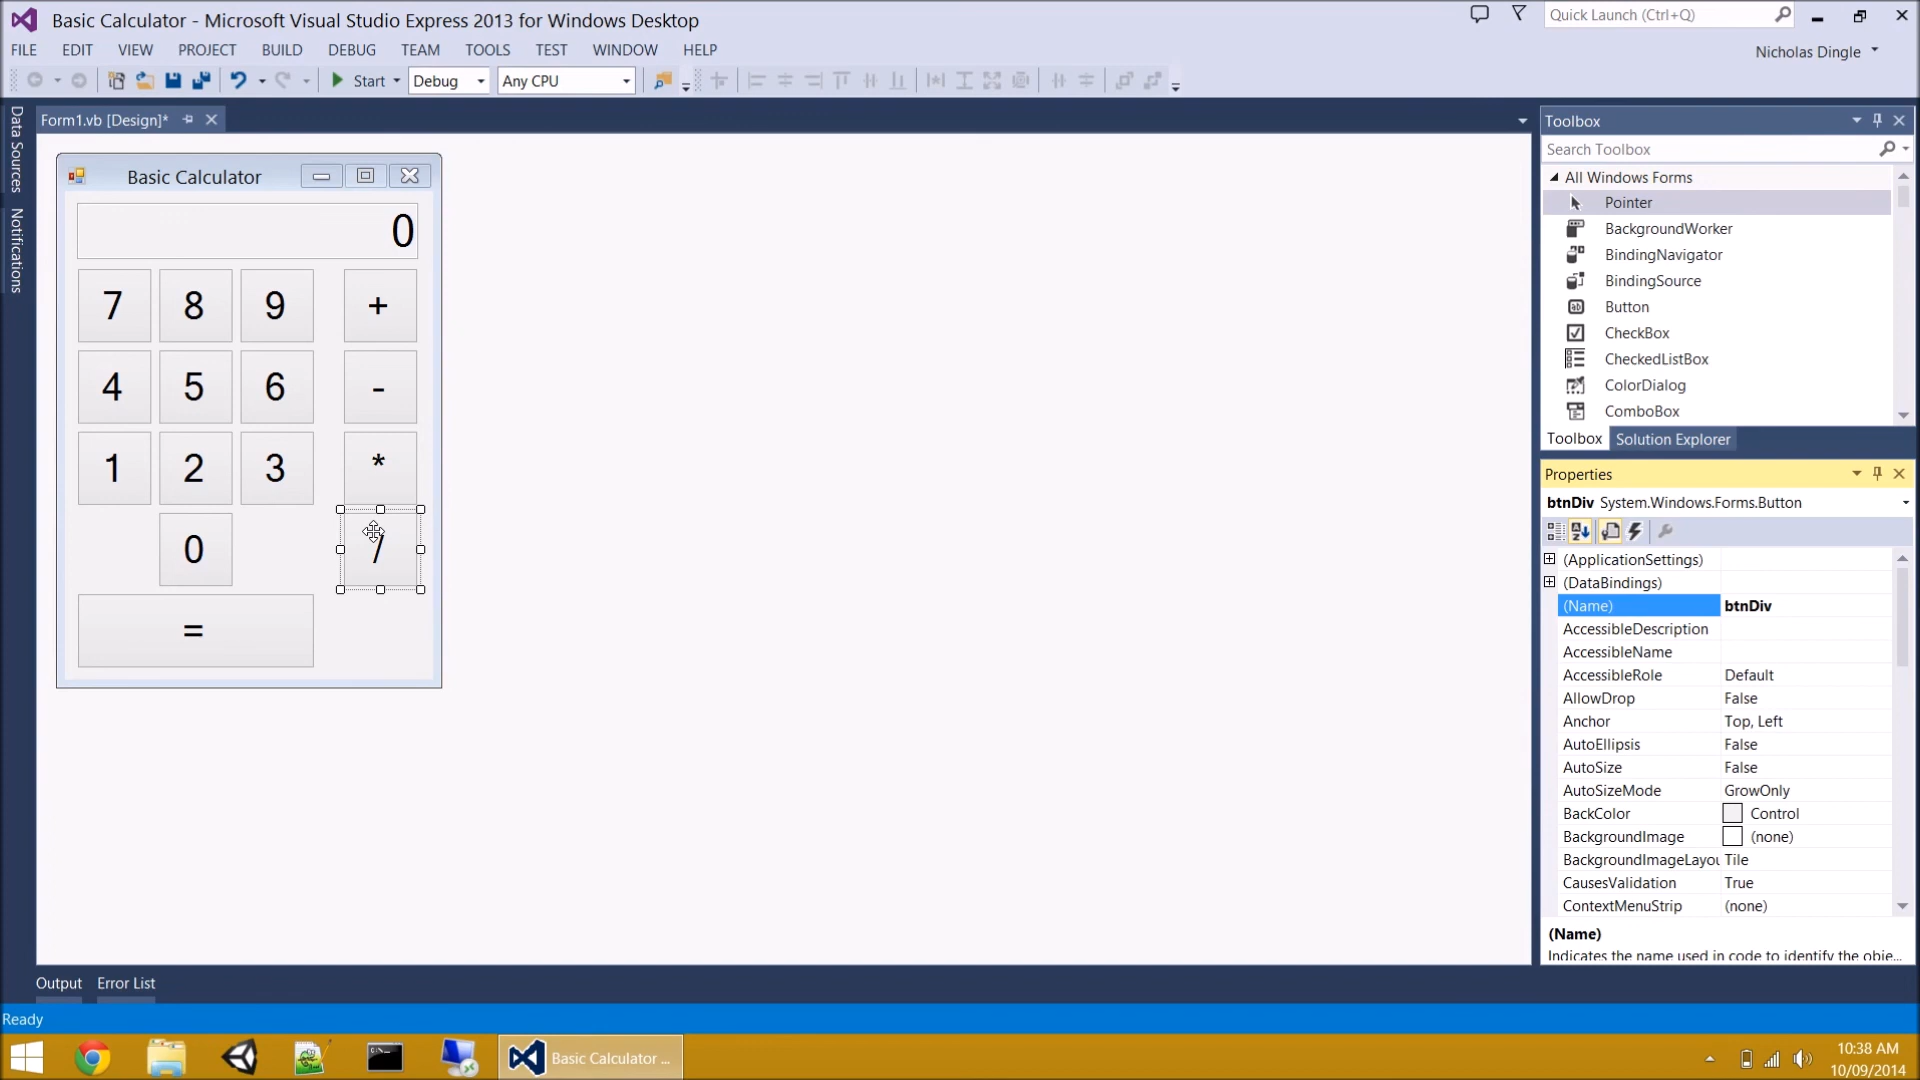 Basic Calculator - Microsoft Visual Studio Express 2013 for Windows Desktop
Quick Launch (Ctrl+Q)
FILE EDIT VIEW PROJECT BUILD DEBUG TEAM TOOLS TEST WINDOW HELP
Nicholas Dingle
Start Debug Any CPU
Data Sources
Notifications
Form1.vb [Design]*
Basic Calculator
0
7 8 9 +
4 5 6 -
1 2 3 *
0 /
=
Toolbox
Search Toolbox
All Windows Forms
Pointer
BackgroundWorker
BindingNavigator
BindingSource
Button
CheckBox
CheckedListBox
ColorDialog
ComboBox
Toolbox Solution Explorer
Properties
btnDiv System.Windows.Forms.Button
(ApplicationSettings)
(DataBindings)
(Name) btnDiv
AccessibleDescription
AccessibleName
AccessibleRole Default
AllowDrop False
Anchor Top, Left
AutoEllipsis False
AutoSize False
AutoSizeMode GrowOnly
BackColor Control
BackgroundImage (none)
BackgroundImageLayou Tile
CausesValidation True
ContextMenuStrip (none)
(Name)
Indicates the name used in code to identify the obje...
Output Error List
Ready
Basic Calculator ...
10:38 AM
10/09/2014